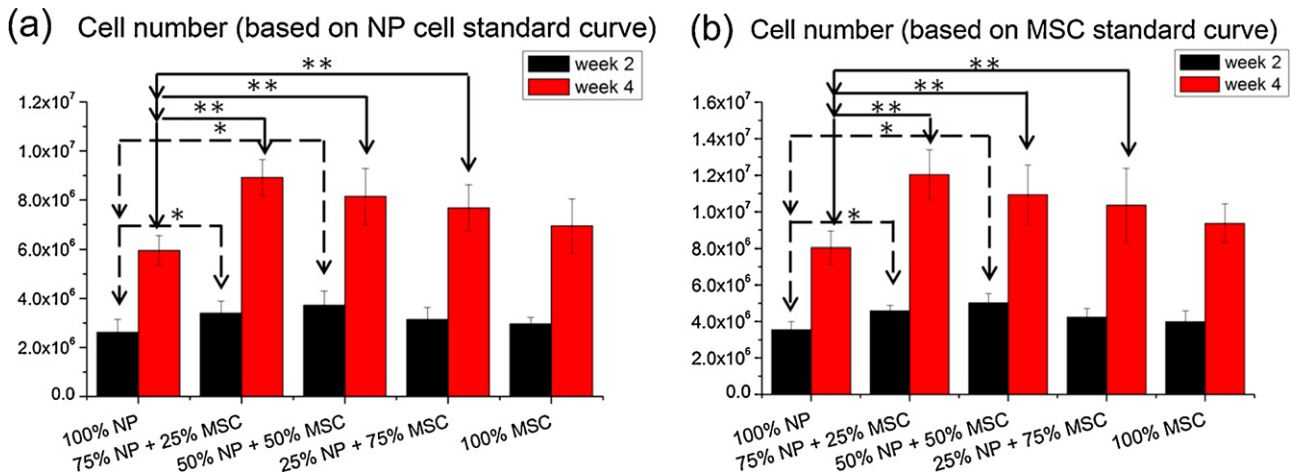 (a) Cell number (based on NP cell standard curve)
week 2
week 4
**
**
**
*
*
1.2x10⁷
1.0x10⁷
8.0x10⁶
6.0x10⁶
4.0x10⁶
2.0x10⁶
0.0
100% NP
75% NP + 25% MSC
50% NP + 50% MSC
25% NP + 75% MSC
100% MSC
(b) Cell number (based on MSC standard curve)
week 2
week 4
**
**
**
*
*
1.6x10⁷
1.4x10⁷
1.2x10⁷
1.0x10⁷
8.0x10⁶
6.0x10⁶
4.0x10⁶
2.0x10⁶
0.0
100% NP
75% NP + 25% MSC
50% NP + 50% MSC
25% NP + 75% MSC
100% MSC